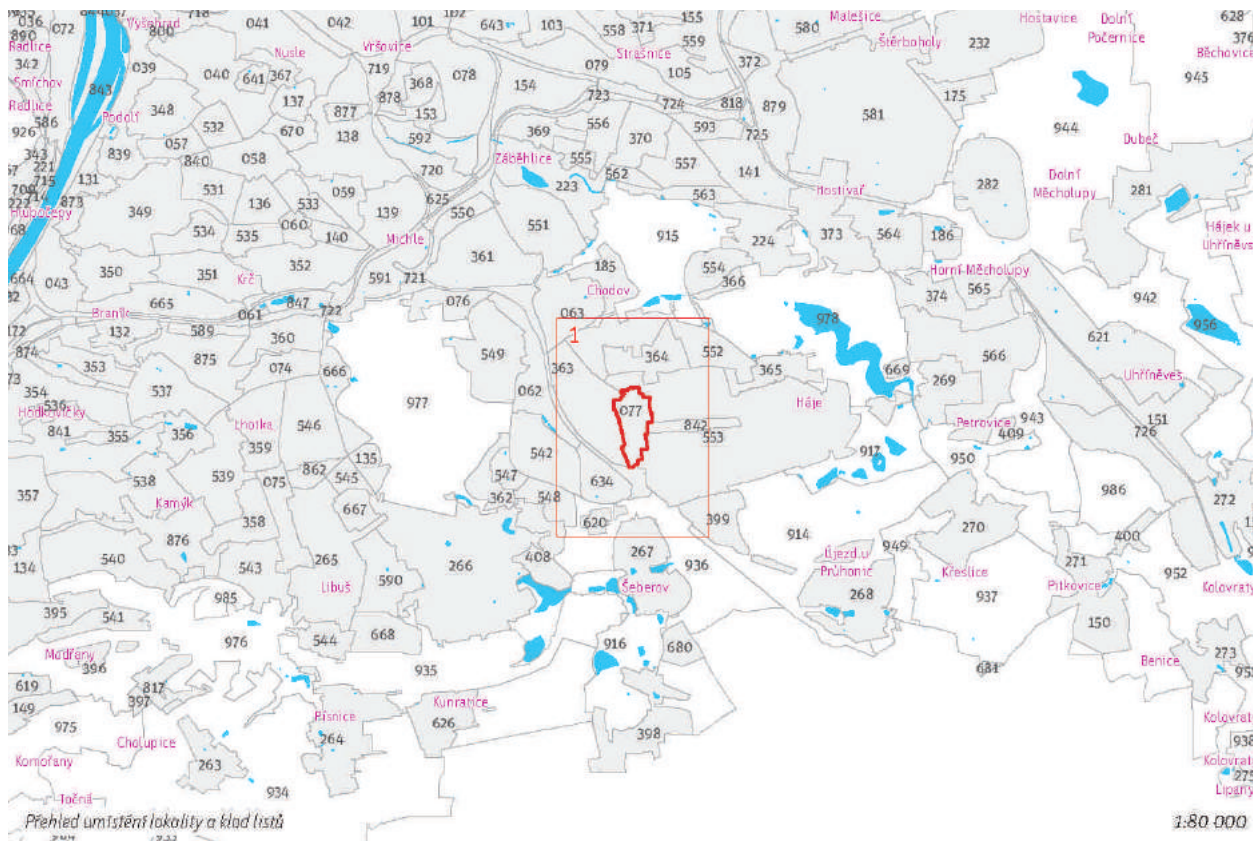 036 072 800 718 041 042 101 102 643 103 558 371 155 Malešice Hostavice Dolní 628
890 Vyšehrad 580 Štěrboholy 232 Počernice 376
Radlice Nusle Vršovice Strašnice 559 Běchovice
342 039 040 641 367 719 368 078 154 079 105 372 945
Smíchov 843 137 878 153 723 724 818 879 581 175 944
Radlice Podolí 348 532 877
586 926 057 670 138 592 369 556 370 593 725 Dubeč
343 839 840 058 720 Záběhlice 555 557 141 282 Dolní
221 715 131 531 059 223 562 563 Hostivař Měcholupy 281
714 873 136 533 139 625 550 551
Hlubočepy 349 534 535 060 140 Michle 915 224 373 564 186 Hájek u
Uhříněvsi
664 043 350 351 Krč 352 591 721 361 185 554 366 Horní Měcholupy
Chodov 374 565 942
Braník 665 061 847 722 076 063 978 956
172 132 589 360 1 621
874 353 875 074 666 549 363 364 552 365 669 566 Uhříněves
354 537 977 062 077 Háje 269 151
536 Hodkovičky Lhotka 546 842 Petrovice 943 726
841 355 356 359 553 409
538 539 075 862 135 542 917 950
357 Kamýk 545 547 634 986 272
358 667 362 548 620 399 914 270 400
876 265 408 267 936 Újezd u 949 271 952
134 540 543 590 266 Šeberov Průhonic Křeslice Pitkovice Kolovraty
985 Libuš 268 937
395 541 544 668 916 680 150
Modřany 976 935 681 Benice 273
396 817
619 397 Písnice Kunratice
149 975 264 626 398 938
Cholupice
Komořany 263 934 275
Točná Lipany
Přehled umístění lokality a klad listů 1:80 000